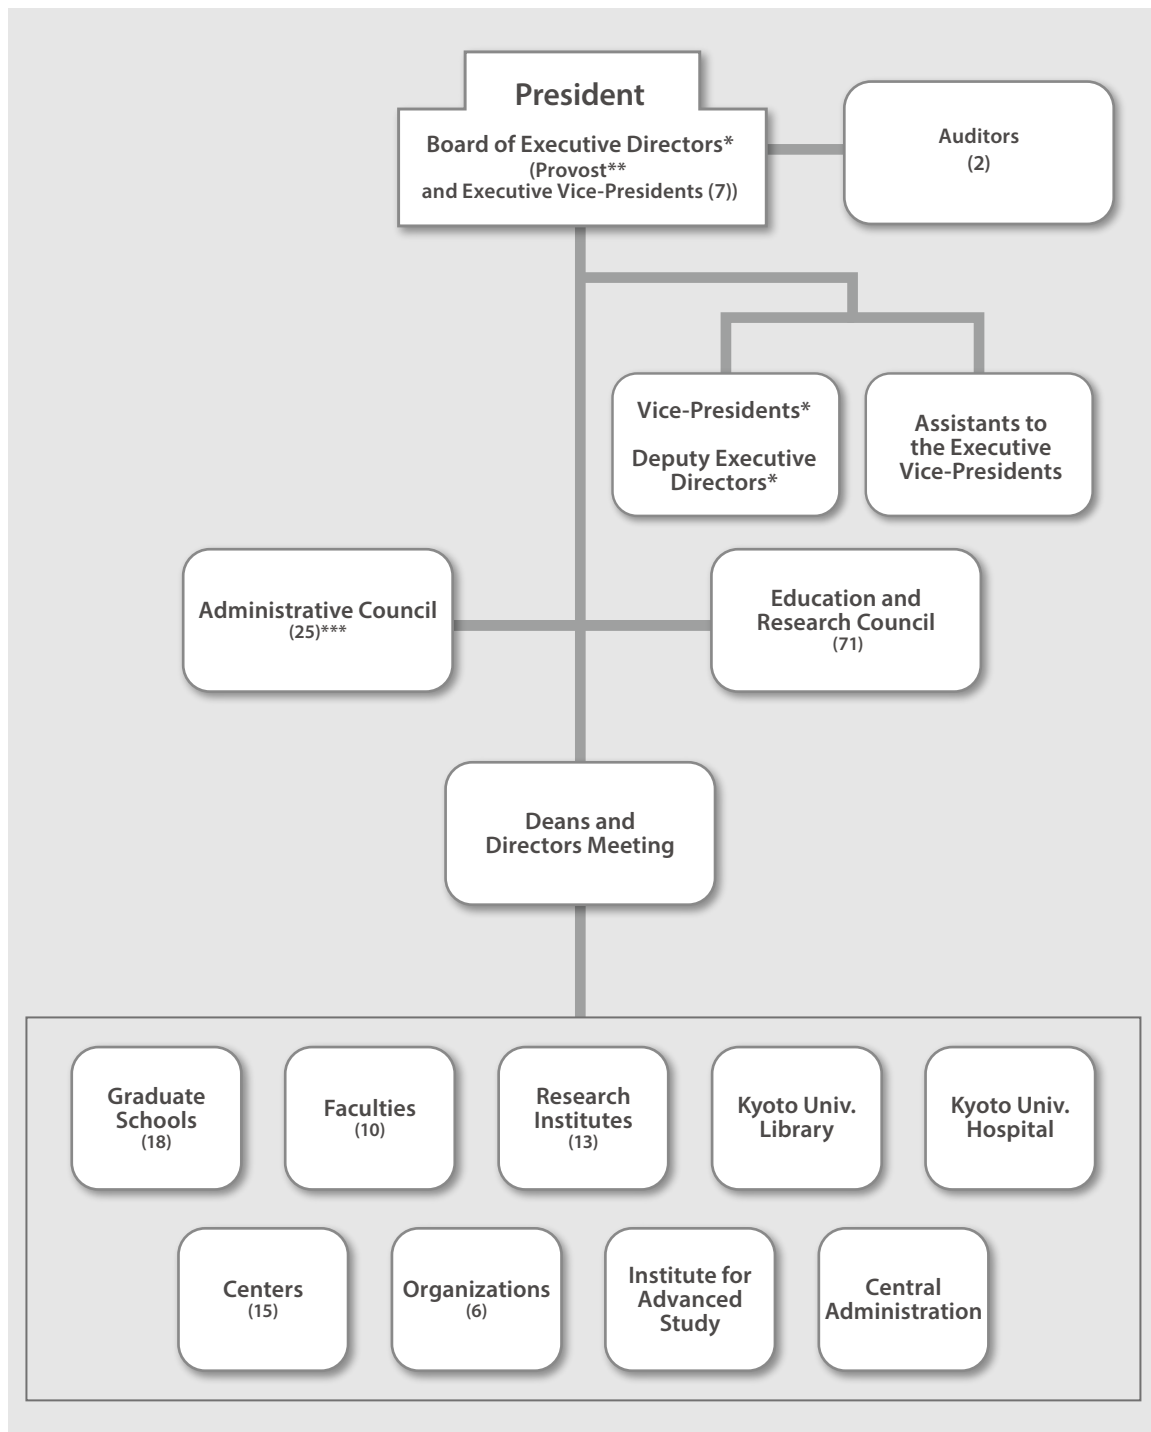 President
Board of Executive Directors*
(Provost**
and Executive Vice-Presidents (7))
Auditors
(2)
Vice-Presidents*
Deputy Executive
Directors*
Assistants to
the Executive
Vice-Presidents
Administrative Council
(25)***
Education and
Research Council
(71)
Deans and
Directors Meeting
Graduate
Schools
(18)
Faculties
(10)
Research
Institutes
(13)
Kyoto Univ.
Library
Kyoto Univ.
Hospital
Centers
(15)
Organizations
(6)
Institute for
Advanced
Study
Central
Administration